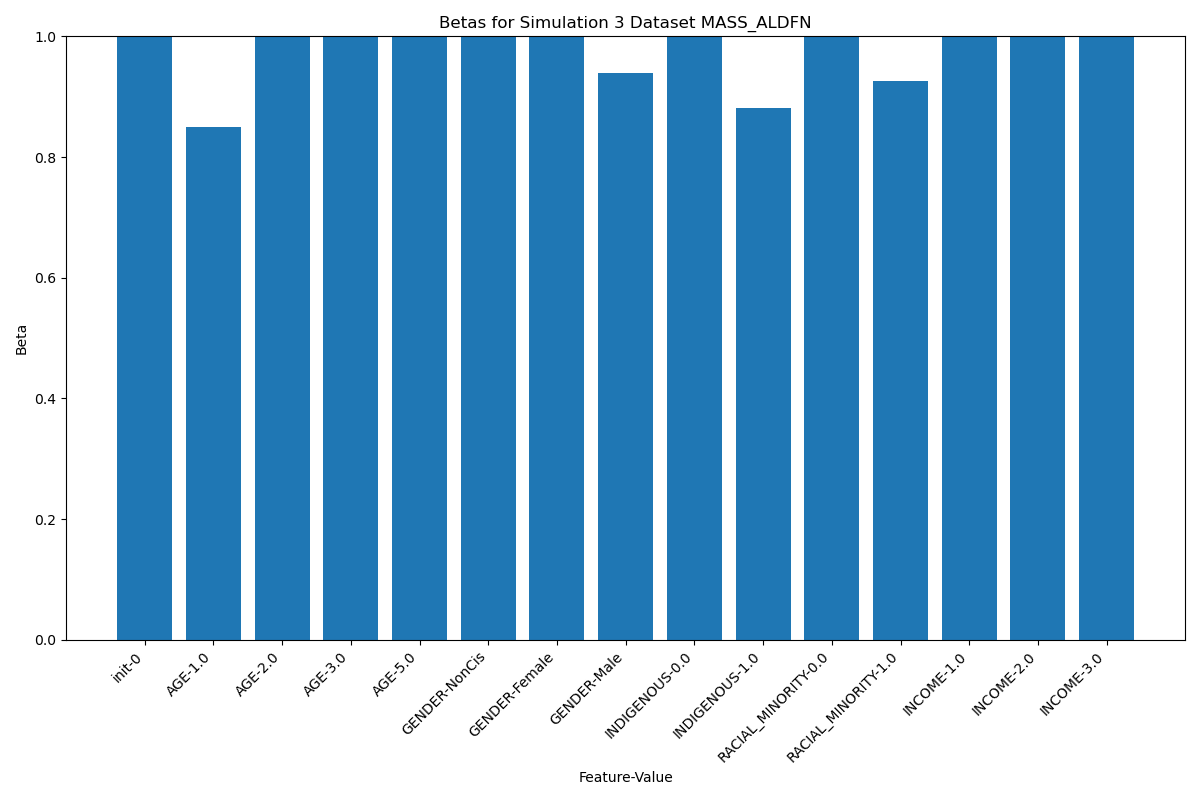 Betas for Simulation 3 Dataset MASS_ALDFN
1.0
0.8
0.6
0.4
0.2
0.0
Beta
init-0
AGE-1.0
AGE-2.0
AGE-3.0
AGE-5.0
GENDER-NonCis
GENDER-Female
GENDER-Male
INDIGENOUS-0.0
INDIGENOUS-1.0
RACIAL_MINORITY-0.0
RACIAL_MINORITY-1.0
INCOME-1.0
INCOME-2.0
INCOME-3.0
Feature-Value